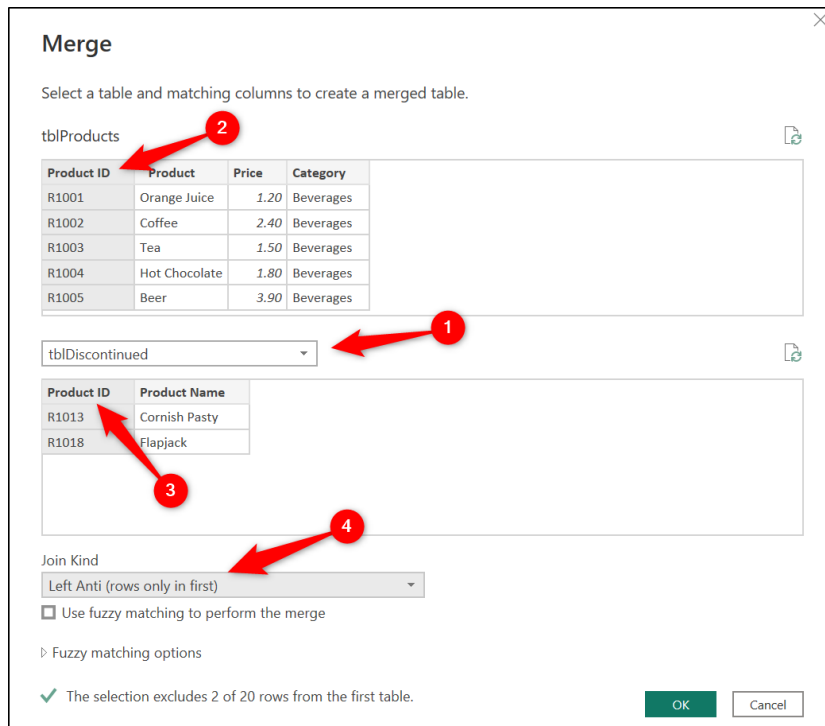 Merge
Select a table and matching columns to create a merged table.
tblProducts
2
Product ID Product Price Category
R1001 Orange Juice 1.20 Beverages
R1002 Coffee 2.40 Beverages
R1003 Tea 1.50 Beverages
R1004 Hot Chocolate 1.80 Beverages
R1005 Beer 3.90 Beverages
1
tblDiscontinued
Product ID Product Name
R1013 Cornish Pasty
R1018 Flapjack
3
4
Join Kind
Left Anti (rows only in first)
Use fuzzy matching to perform the merge
Fuzzy matching options
The selection excludes 2 of 20 rows from the first table.
OK Cancel